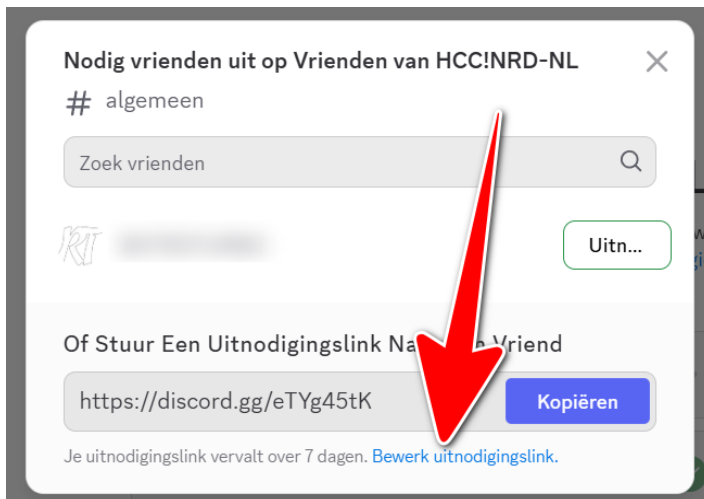 Nodig vrienden uit op Vrienden van HCC!NRD-NL
# algemeen
Zoek vrienden
Uitn...
Of Stuur Een Uitnodigingslink Vriend
https://discord.gg/eTYg45tK
Kopiëren
Je uitnodigingslink vervalt over 7 dagen. Bewerk uitnodigingslink.